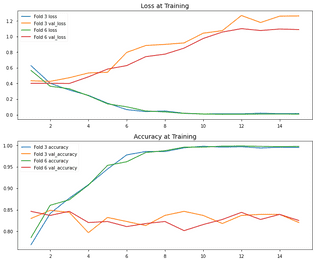 Loss at Training
Fold 3 loss
Fold 3 val_loss
Fold 6 loss
Fold 6 val_loss
1.2
1.0
0.8
0.6
0.4
0.2
0.0
2 4 6 8 10 12 14
Accuracy at Training
Fold 3 accuracy
Fold 3 val_accuracy
Fold 6 accuracy
Fold 6 val_accuracy
1.00
0.95
0.90
0.85
0.80
2 4 6 8 10 12 14